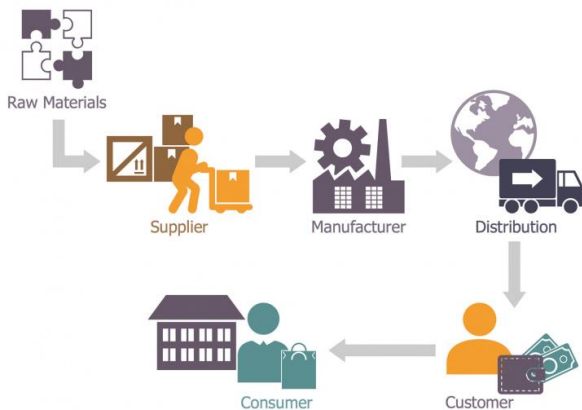 Raw Materials
Supplier
Manufacturer
Distribution
Customer
Consumer